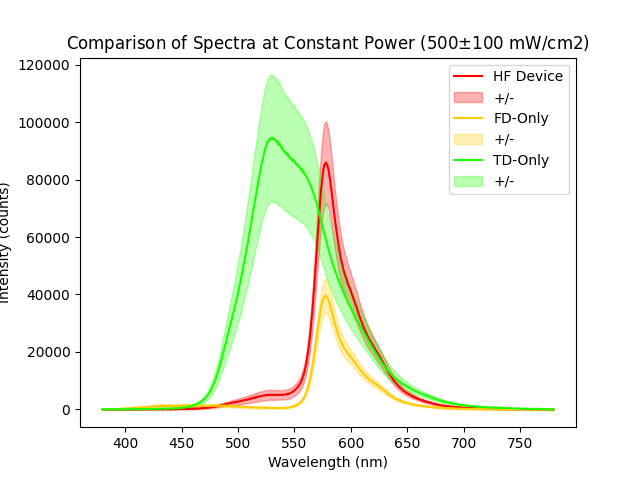 Comparison of Spectra at Constant Power (500±100 mW/cm2)
120000
100000
80000
60000
40000
20000
0
Intensity (counts)
HF Device
+/-
FD-Only
+/-
TD-Only
+/-
400 450 500 550 600 650 700 750
Wavelength (nm)